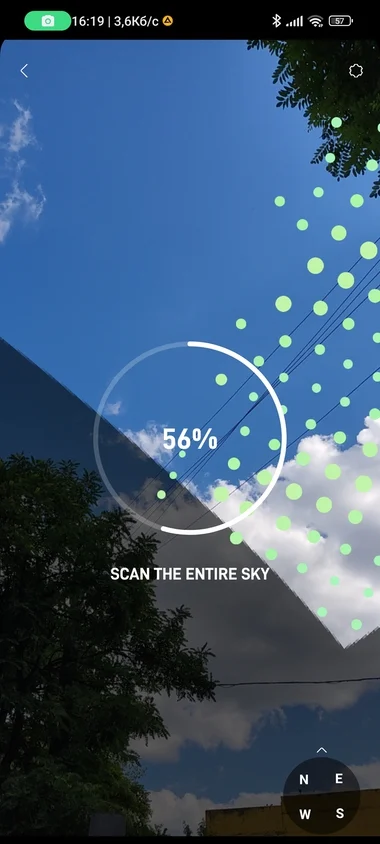 16:19 | 3,6Кб/с
57
56%
SCAN THE ENTIRE SKY
N E
W S